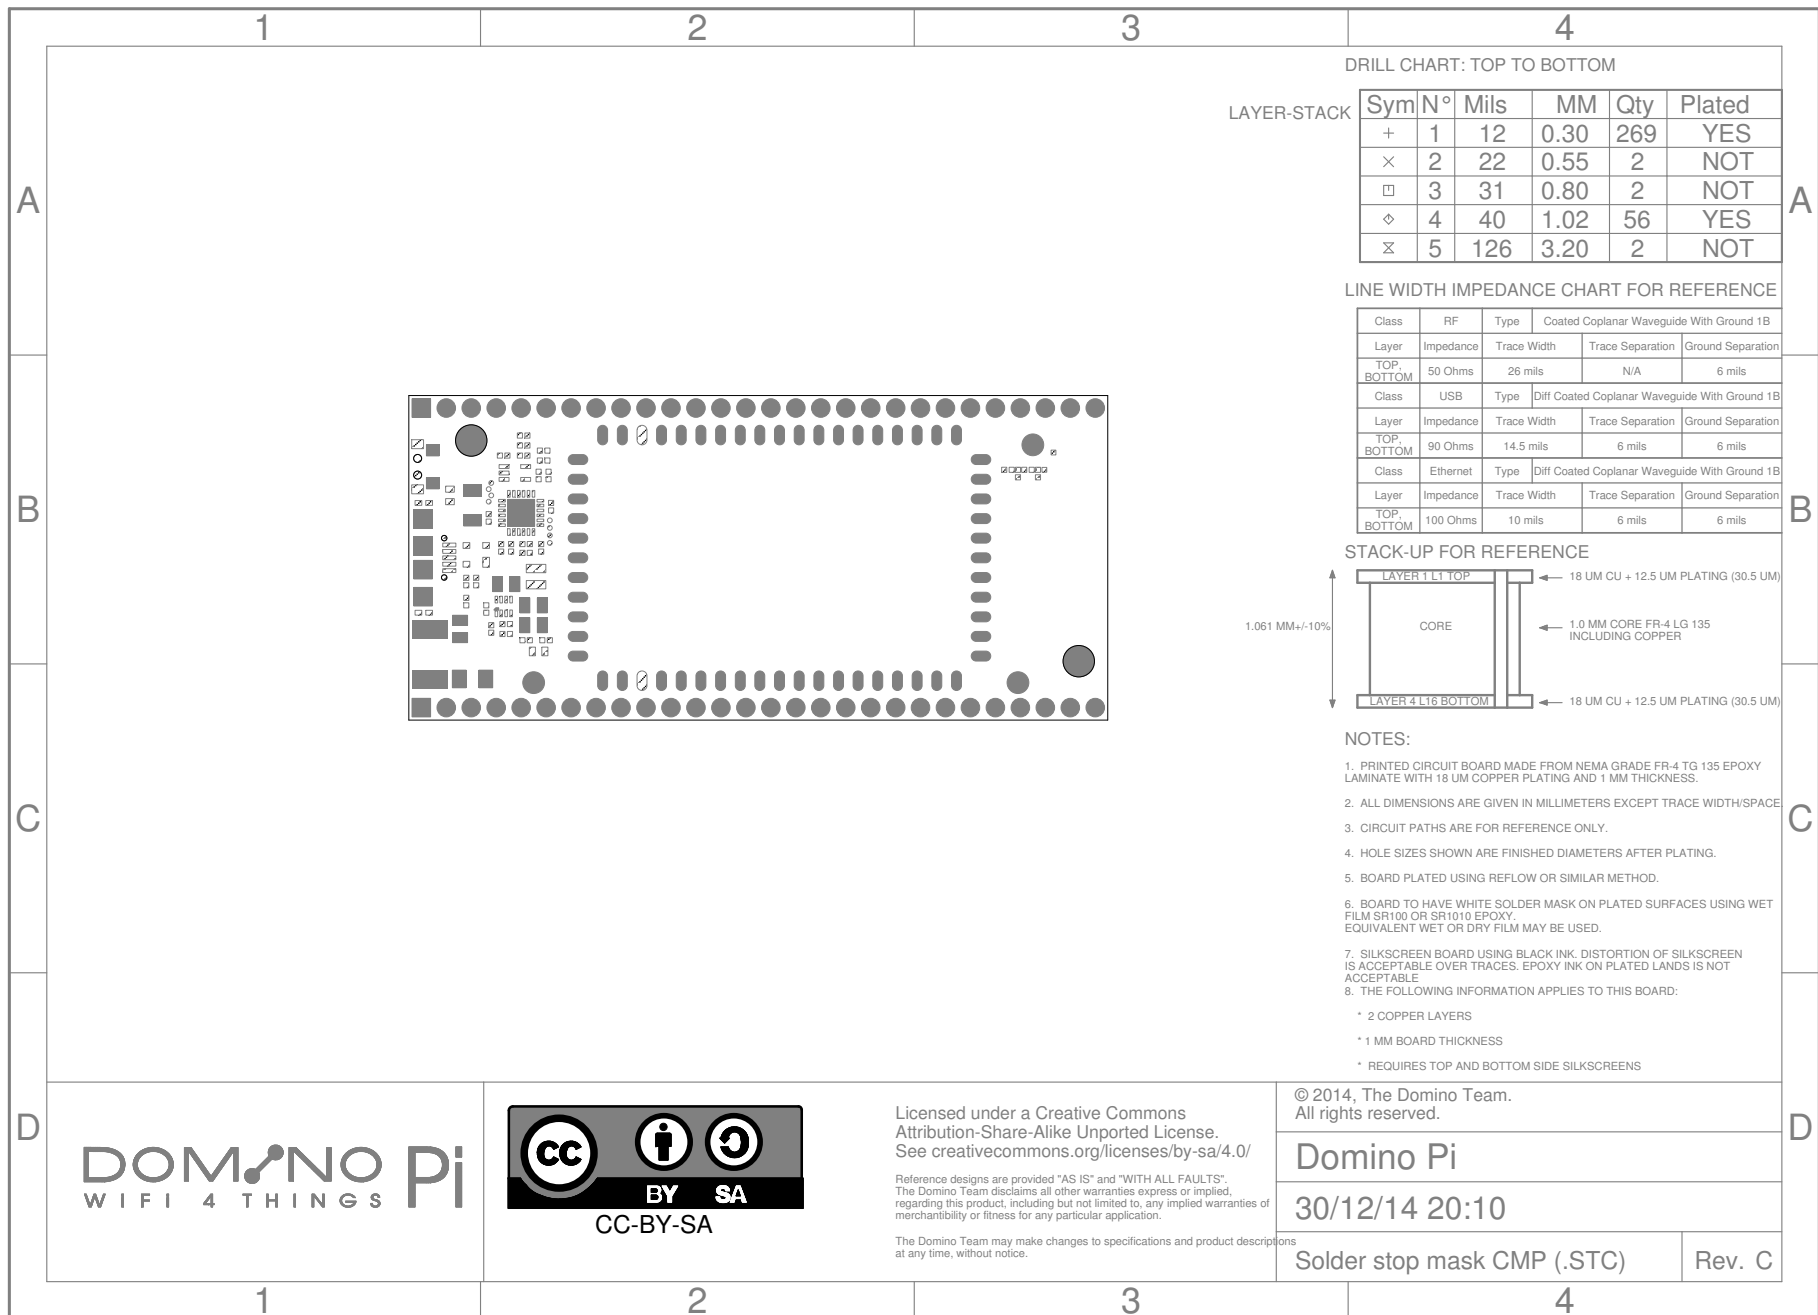 1 2 3 4
A A
B B
C C
D D
DRILL CHART: TOP TO BOTTOM
LAYER-STACK
Sym N° Mils MM Qty Plated
+ 1 12 0.30 269 YES
× 2 22 0.55 2 NOT
3 31 0.80 2 NOT
4 40 1.02 56 YES
5 126 3.20 2 NOT
LINE WIDTH IMPEDANCE CHART FOR REFERENCE
Class RF Type Coated Coplanar Waveguide With Ground 1B
Layer Impedance Trace Width Trace Separation Ground Separation
TOP, BOTTOM 50 Ohms 26 mils N/A 6 mils
Class USB Type Diff Coated Coplanar Waveguide With Ground 1B
Layer Impedance Trace Width Trace Separation Ground Separation
TOP, BOTTOM 90 Ohms 14.5 mils 6 mils 6 mils
Class Ethernet Type Diff Coated Coplanar Waveguide With Ground 1B
Layer Impedance Trace Width Trace Separation Ground Separation
TOP, BOTTOM 100 Ohms 10 mils 6 mils 6 mils
STACK-UP FOR REFERENCE
LAYER 1 L1 TOP 18 UM CU + 12.5 UM PLATING (30.5 UM)
1.061 MM+/-10% CORE 1.0 MM CORE FR-4 LG 135
INCLUDING COPPER
LAYER 4 L16 BOTTOM 18 UM CU + 12.5 UM PLATING (30.5 UM)
NOTES:
1. PRINTED CIRCUIT BOARD MADE FROM NEMA GRADE FR-4 TG 135 EPOXY
LAMINATE WITH 18 UM COPPER PLATING AND 1 MM THICKNESS.
2. ALL DIMENSIONS ARE GIVEN IN MILLIMETERS EXCEPT TRACE WIDTH/SPACE
3. CIRCUIT PATHS ARE FOR REFERENCE ONLY.
4. HOLE SIZES SHOWN ARE FINISHED DIAMETERS AFTER PLATING.
5. BOARD PLATED USING REFLOW OR SIMILAR METHOD.
6. BOARD TO HAVE WHITE SOLDER MASK ON PLATED SURFACES USING WET
FILM SR100 OR SR1010 EPOXY.
EQUIVALENT WET OR DRY FILM MAY BE USED.
7. SILKSCREEN BOARD USING BLACK INK. DISTORTION OF SILKSCREEN
IS ACCEPTABLE OVER TRACES. EPOXY INK ON PLATED LANDS IS NOT
ACCEPTABLE
8. THE FOLLOWING INFORMATION APPLIES TO THIS BOARD:
* 2 COPPER LAYERS
* 1 MM BOARD THICKNESS
* REQUIRES TOP AND BOTTOM SIDE SILKSCREENS
DOMINO Pi
WIFI 4 THINGS
cc
BY SA
CC-BY-SA
Licensed under a Creative Commons
Attribution-Share-Alike Unported License.
See creativecommons.org/licenses/by-sa/4.0/
Reference designs are provided "AS IS" and "WITH ALL FAULTS".
The Domino Team disclaims all other warranties express or implied,
regarding this product, including but not limited to, any implied warranties of
merchantibility or fitness for any particular application.
The Domino Team may make changes to specifications and product descriptions
at any time, without notice.
© 2014, The Domino Team.
All rights reserved.
Domino Pi
30/12/14 20:10
Solder stop mask CMP (.STC) Rev. C
1 2 3 4